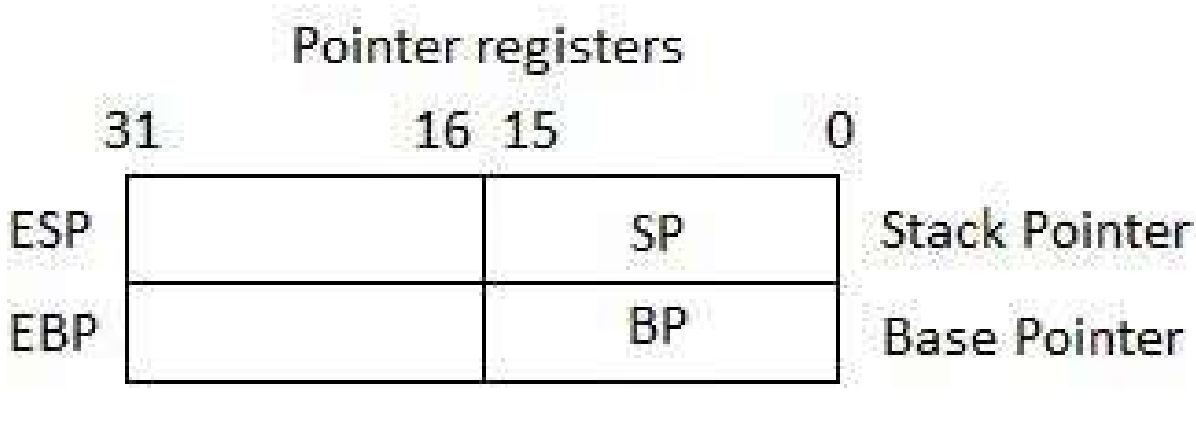 Pointer registers
31 16 15 0
ESP SP Stack Pointer
EBP BP Base Pointer